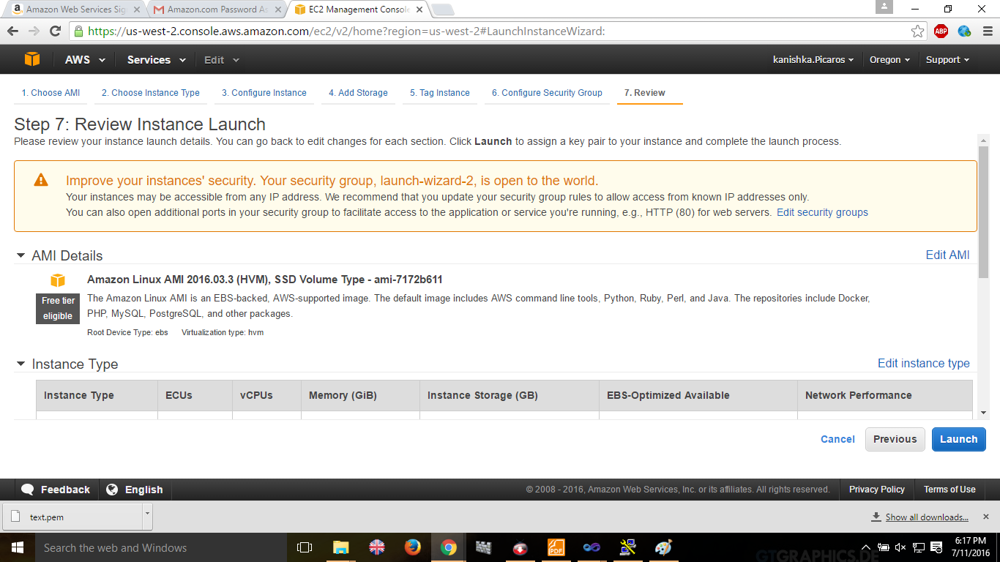 Amazon Web Services Sig
Amazon.com Password As
EC2 Management Console
https://us-west-2.console.aws.amazon.com/ec2/v2/home?region=us-west-2#LaunchInstanceWizard:
ABP
AWS Services Edit kanishka.Picaros Oregon Support
1. Choose AMI 2. Choose Instance Type 3. Configure Instance 4. Add Storage 5. Tag Instance 6. Configure Security Group 7. Review
Step 7: Review Instance Launch
Please review your instance launch details. You can go back to edit changes for each section. Click Launch to assign a key pair to your instance and complete the launch process.
Improve your instances' security. Your security group, launch-wizard-2, is open to the world.
Your instances may be accessible from any IP address. We recommend that you update your security group rules to allow access from known IP addresses only.
You can also open additional ports in your security group to facilitate access to the application or service you're running, e.g., HTTP (80) for web servers. Edit security groups
AMI Details Edit AMI
Amazon Linux AMI 2016.03.3 (HVM), SSD Volume Type - ami-7172b611
Free tier
eligible
The Amazon Linux AMI is an EBS-backed, AWS-supported image. The default image includes AWS command line tools, Python, Ruby, Perl, and Java. The repositories include Docker,
PHP, MySQL, PostgreSQL, and other packages.
Root Device Type: ebs Virtualization type: hvm
Instance Type Edit instance type
Instance Type ECUs vCPUs Memory (GiB) Instance Storage (GB) EBS-Optimized Available Network Performance
Cancel Previous Launch
Feedback English © 2008 - 2016, Amazon Web Services, Inc. or its affiliates. All rights reserved. Privacy Policy Terms of Use
text.pem Show all downloads...
Search the web and Windows
PDF
GTGRAPHICS.DE
6:17 PM
7/11/2016